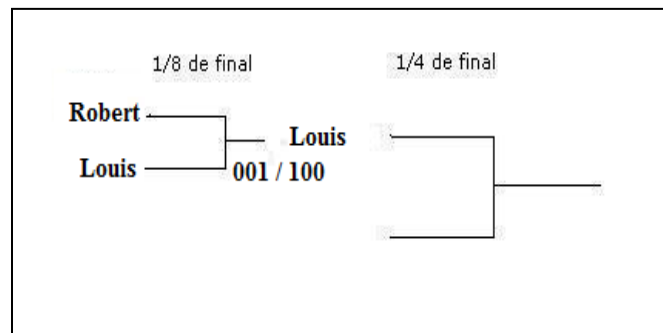 1/8 de final
1/4 de final
Robert
Louis
Louis
001 / 100